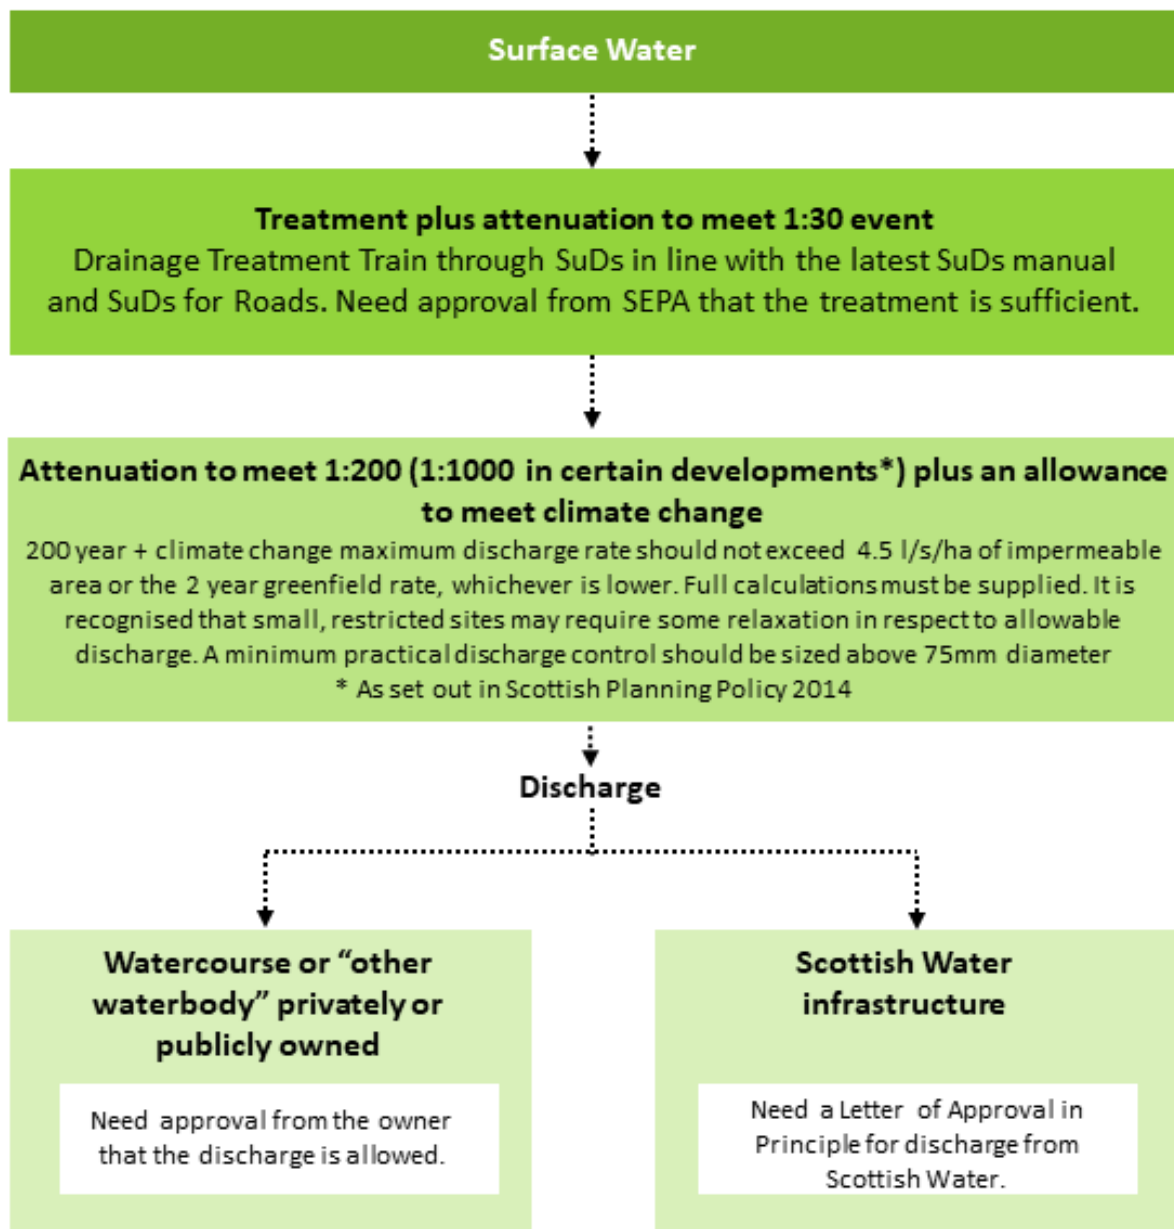 Surface Water
Treatment plus attenuation to meet 1:30 event
Drainage Treatment Train through SuDs in line with the latest SuDs manual
and SuDs for Roads. Need approval from SEPA that the treatment is sufficient.
Attenuation to meet 1:200 (1:1000 in certain developments*) plus an allowance
to meet climate change
200 year + climate change maximum discharge rate should not exceed 4.5 l/s/ha of impermeable
area or the 2 year greenfield rate, whichever is lower. Full calculations must be supplied. It is
recognised that small, restricted sites may require some relaxation in respect to allowable
discharge. A minimum practical discharge control should be sized above 75mm diameter
* As set out in Scottish Planning Policy 2014
Discharge
Watercourse or “other
waterbody” privately or
publicly owned
Need approval from the owner
that the discharge is allowed.
Scottish Water
infrastructure
Need a Letter of Approval in
Principle for discharge from
Scottish Water.